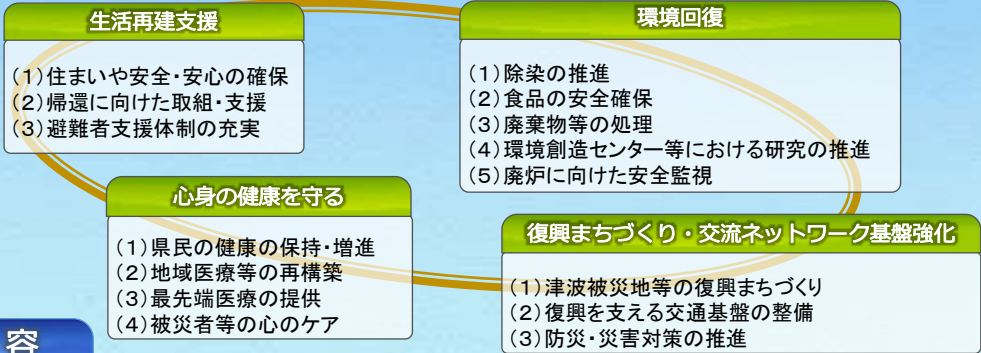 生活再建支援
(1)住まいや安全・安心の確保
(2)帰還に向けた取組・支援
(3)避難者支援体制の充実
環境回復
(1)除染の推進
(2)食品の安全確保
(3)廃棄物等の処理
(4)環境創造センター等における研究の推進
(5)廃炉に向けた安全監視
心身の健康を守る
(1)県民の健康の保持・増進
(2)地域医療等の再構築
(3)最先端医療の提供
(4)被災者等の心のケア
復興まちづくり・交流ネットワーク基盤強化
(1)津波被災地等の復興まちづくり
(2)復興を支える交通基盤の整備
(3)防災・災害対策の推進
容